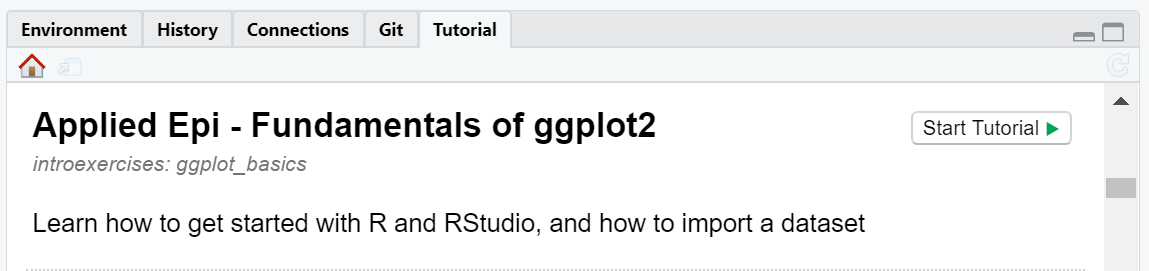 Environment History Connections Git Tutorial
Applied Epi - Fundamentals of ggplot2
Start Tutorial
introexercises: ggplot_basics
Learn how to get started with R and RStudio, and how to import a dataset